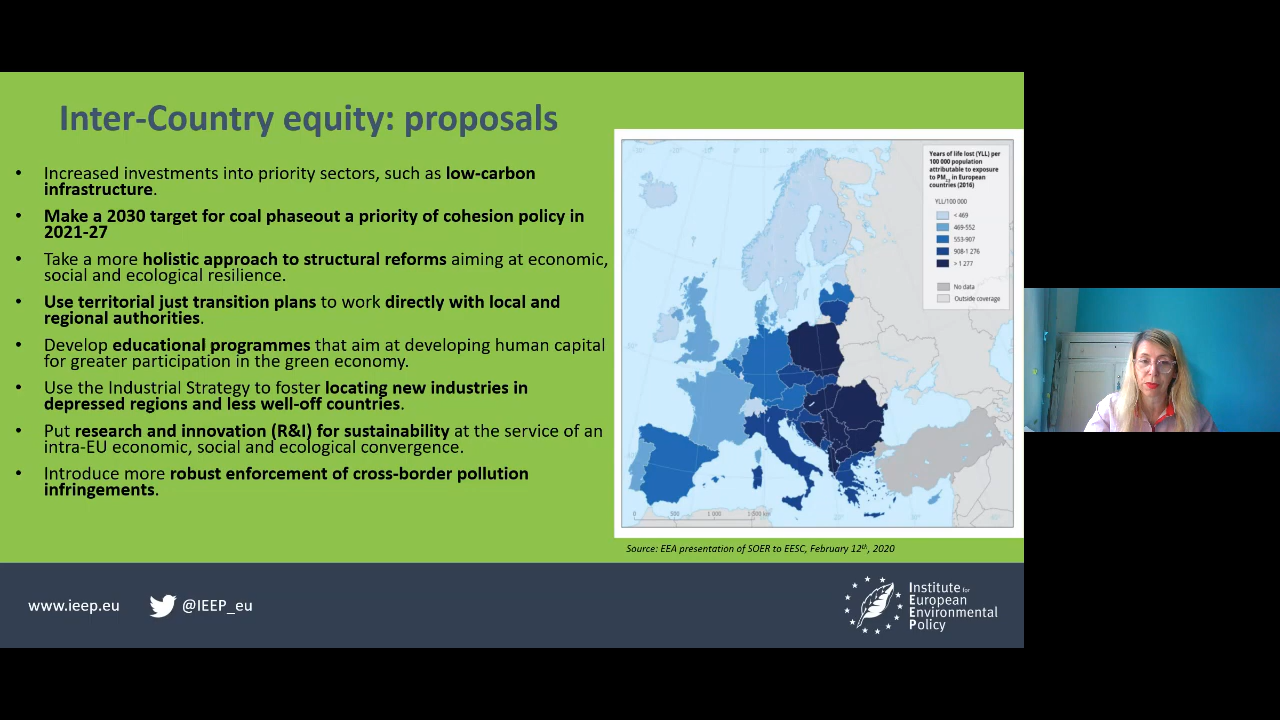 Inter-Country equity: proposals
• Increased investments into priority sectors, such as low-carbon
infrastructure.
• Make a 2030 target for coal phaseout a priority of cohesion policy in
2021-27
• Take a more holistic approach to structural reforms aiming at economic,
social and ecological resilience.
• Use territorial just transition plans to work directly with local and
regional authorities.
• Develop educational programmes that aim at developing human capital
for greater participation in the green economy.
• Use the Industrial Strategy to foster locating new industries in
depressed regions and less well-off countries.
• Put research and innovation (R&I) for sustainability at the service of an
intra-EU economic, social and ecological convergence.
• Introduce more robust enforcement of cross-border pollution
infringements.
Years of life lost (YLL) per
100 000 population
attributable to exposure
to PM2.5 in European
countries (2016)
YLL/100 000
< 469
469-552
553-907
908-1 276
> 1 277
No data
Outside coverage
0 500 1 000 1 500 km
Source: EEA presentation of SOER to EESC, February 12th, 2020
www.ieep.eu
@IEEP_eu
Institute for
European
Environmental
Policy